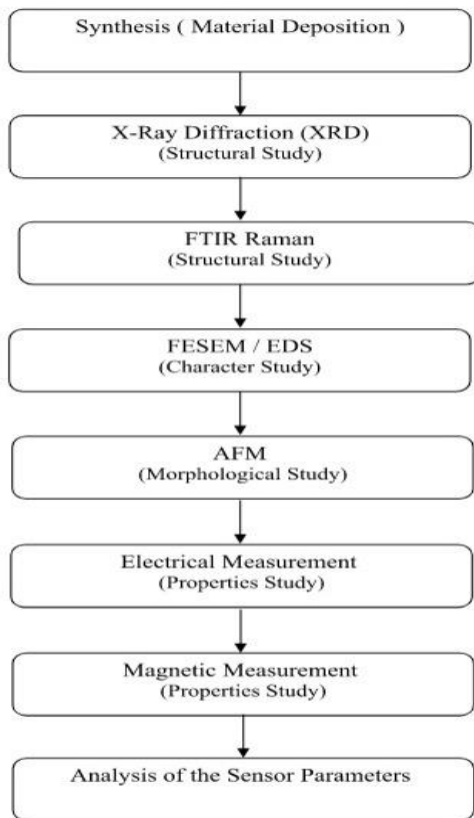 Synthesis ( Material Deposition )
X-Ray Diffraction (XRD)
(Structural Study)
FTIR Raman
(Structural Study)
FESEM / EDS
(Character Study)
AFM
(Morphological Study)
Electrical Measurement
(Properties Study)
Magnetic Measurement
(Properties Study)
Analysis of the Sensor Parameters